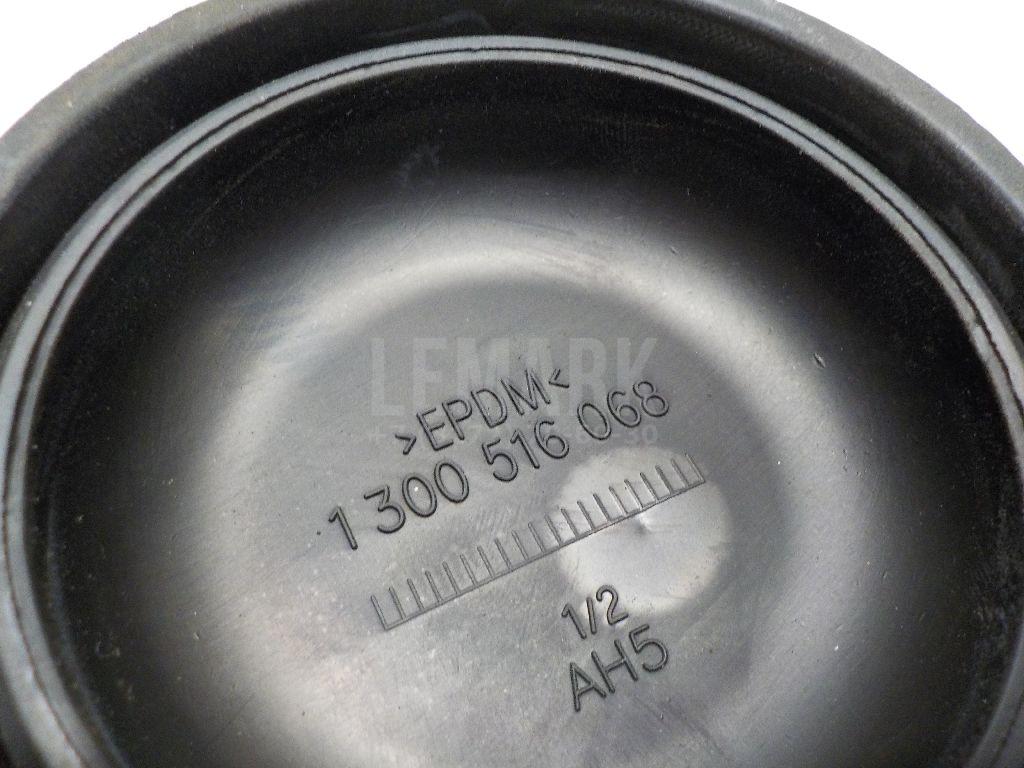 LEMARK
>EPDM<
1 300 516 068
1/2
AH5